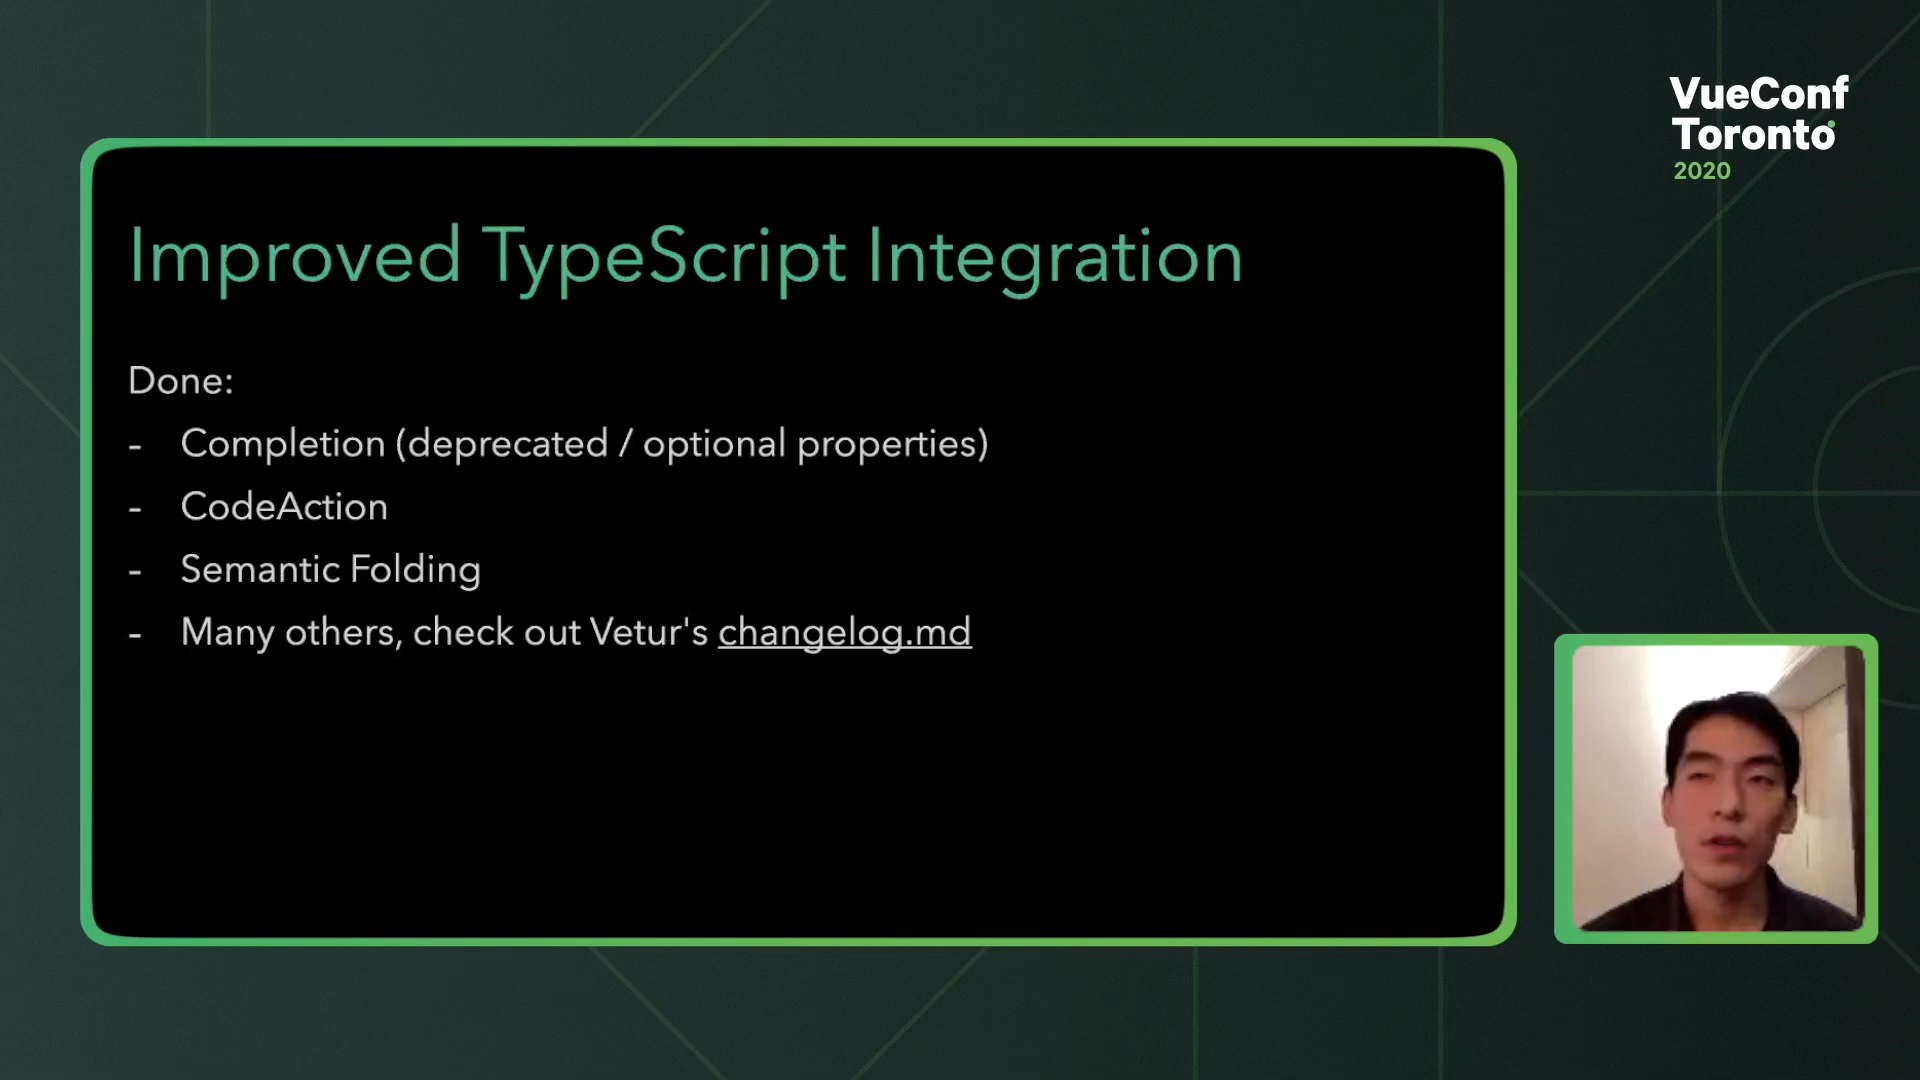 VueConf
Toronto
2020
Improved TypeScript Integration
Done:
- Completion (deprecated / optional properties)
- CodeAction
- Semantic Folding
- Many others, check out Vetur's changelog.md